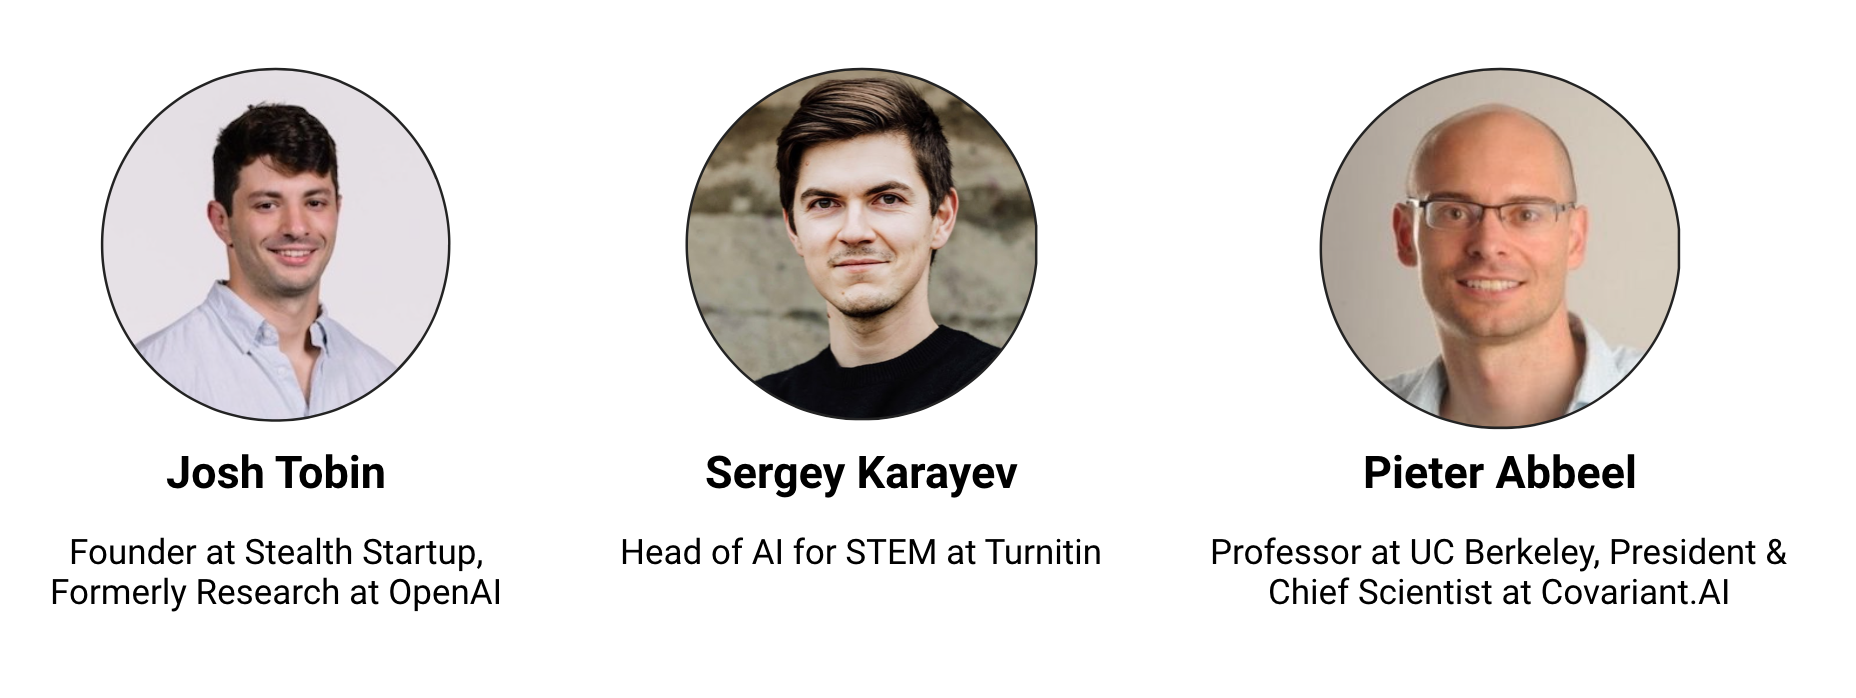 Josh Tobin
Founder at Stealth Startup,
Formerly Research at OpenAI
Sergey Karayev
Head of AI for STEM at Turnitin
Pieter Abbeel
Professor at UC Berkeley, President &
Chief Scientist at Covariant.AI